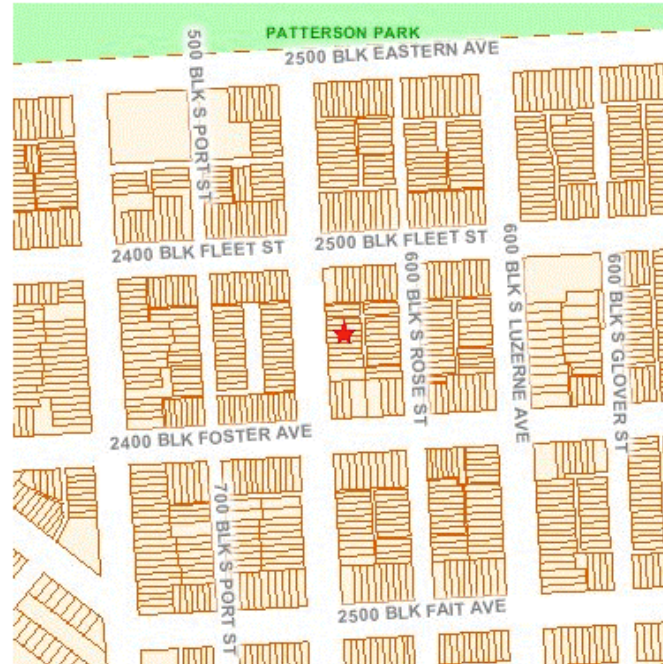 PATTERSON PARK
2500 BLK EASTERN AVE
500 BLK S PORT ST
2400 BLK FLEET ST
2500 BLK FLEET ST
600 BLK S ROSE ST
600 BLK S LUZERNE AVE
600 BLK S GLOVER ST
2400 BLK FOSTER AVE
700 BLK S PORT ST
2500 BLK FAIT AVE